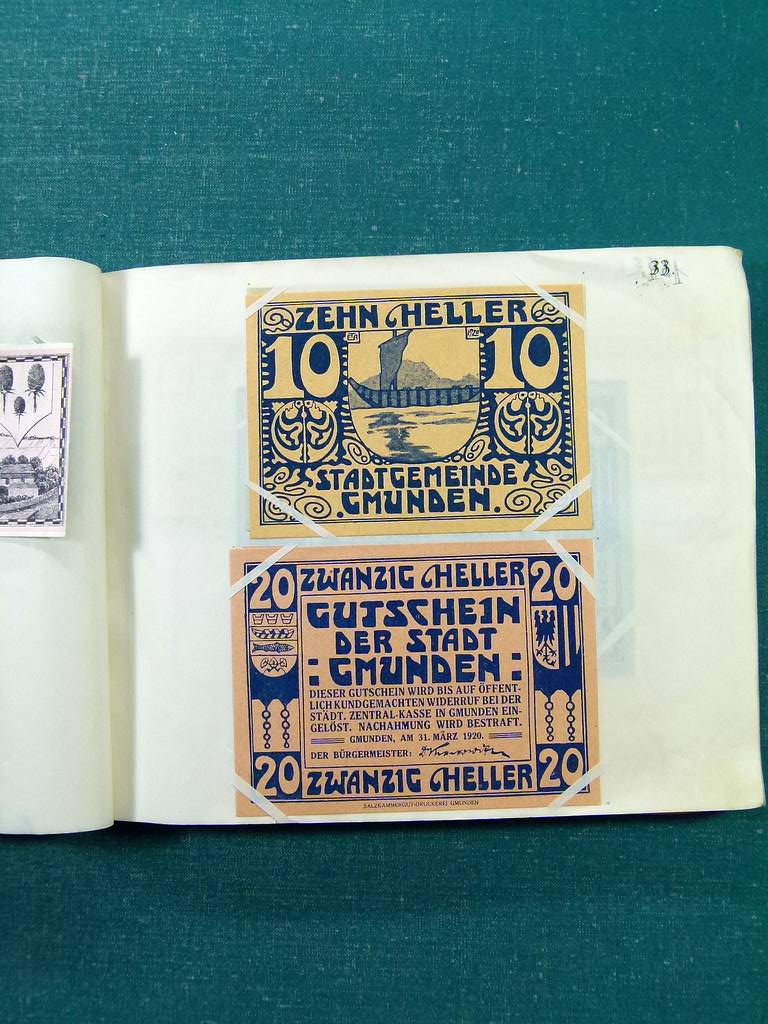 33.
ZEHN HELLER
10 10
STADTGEMEINDE
.GMUNDEN.
20 ZWANZIG HELLER 20
GUTSCHEIN
DER STADT
: GMUNDEN :
DIESER GUTSCHEIN WIRD BIS AUF ÖFFENT-
LICH KUNDGEMACHTEN WIDERRUF BEI DER
STÄDT. ZENTRAL-KASSE IN GMUNDEN EIN-
GELÖST. NACHAHMUNG WIRD BESTRAFT.
GMUNDEN, AM 31. MÄRZ 1920.
DER BÜRGERMEISTER:
20 ZWANZIG HELLER 20
SALZKAMMERGUT-DRUCKEREI GMUNDEN